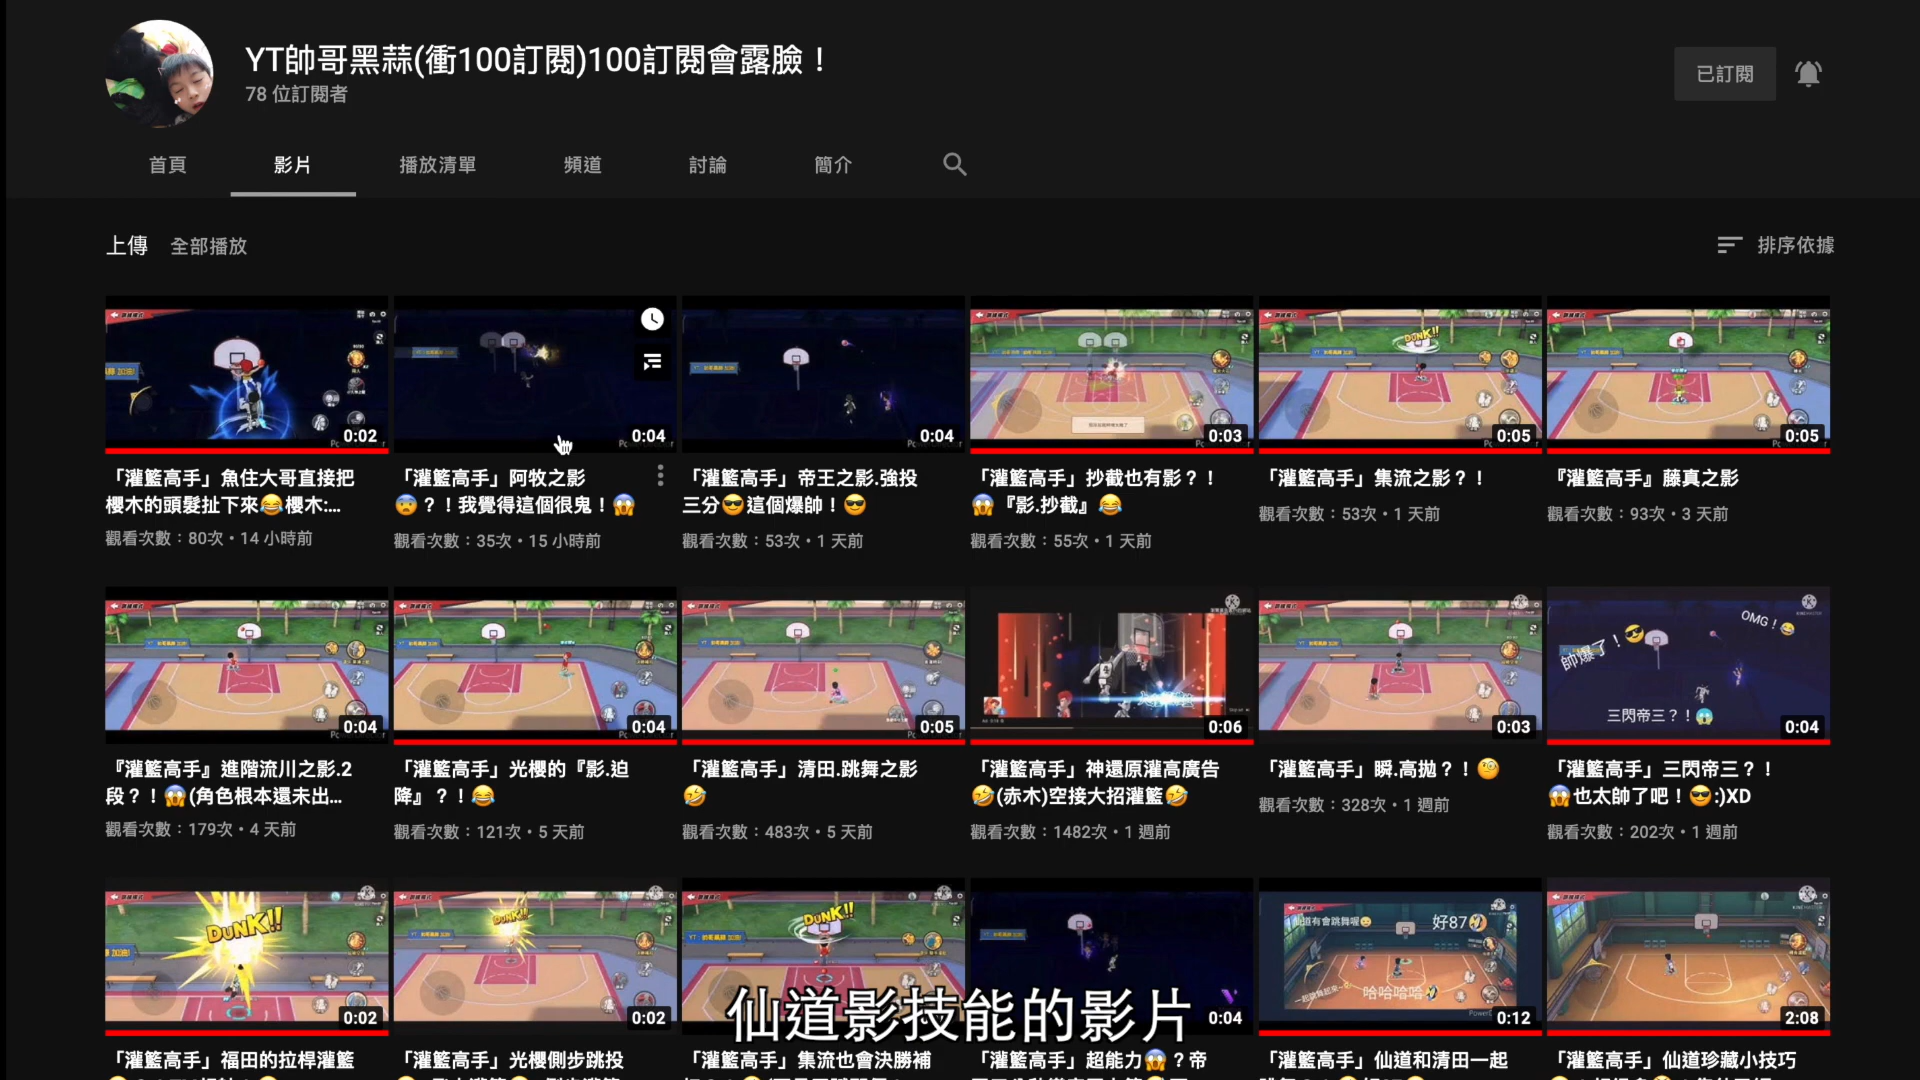 YT帥哥黑蒜(衝100訂閱)100訂閱會露臉！
78 位訂閱者
已訂閱
首頁
影片
播放清單
頻道
討論
簡介
上傳
全部播放
排序依據
0:02
0:04
0:04
0:03
DUNK!!
0:05
0:05
「灌籃高手」魚住大哥直接把
櫻木的頭髮扯下來😂櫻木:...
觀看次數：80次・14 小時前
「灌籃高手」阿牧之影
😨？！我覺得這個很鬼！😱
觀看次數：35次・15 小時前
「灌籃高手」帝王之影.強投
三分😎這個爆帥！😎
觀看次數：53次・1 天前
「灌籃高手」抄截也有影？！
😱『影.抄截』😂
觀看次數：55次・1 天前
「灌籃高手」集流之影？！
觀看次數：53次・1 天前
『灌籃高手』藤真之影
觀看次數：93次・3 天前
0:04
0:04
0:05
0:06
0:03
OMG！😂
帥爆了！😎
三閃帝三？！😱
0:04
『灌籃高手』進階流川之影.2
段？！😱(角色根本還未出...
觀看次數：179次・4 天前
「灌籃高手」光櫻的『影.迫
降』？！😂
觀看次數：121次・5 天前
「灌籃高手」清田.跳舞之影
🤣
觀看次數：483次・5 天前
「灌籃高手」神還原灌高廣告
🤣(赤木)空接大招灌籃🤣
觀看次數：1482次・1 週前
「灌籃高手」瞬.高拋？！🧐
觀看次數：328次・1 週前
「灌籃高手」三閃帝三？！
😱也太帥了吧！😎:)XD
觀看次數：202次・1 週前
DUNK!!
0:02
DUNK!!
0:02
DUNK!!
0:04
好87🤣
哈哈哈哈🤣
0:12
2:08
仙道影技能的影片
「灌籃高手」福田的拉桿灌籃
「灌籃高手」光櫻側步跳投
「灌籃高手」集流也會決勝補
「灌籃高手」超能力😱？帝
「灌籃高手」仙道和清田一起
「灌籃高手」仙道珍藏小技巧